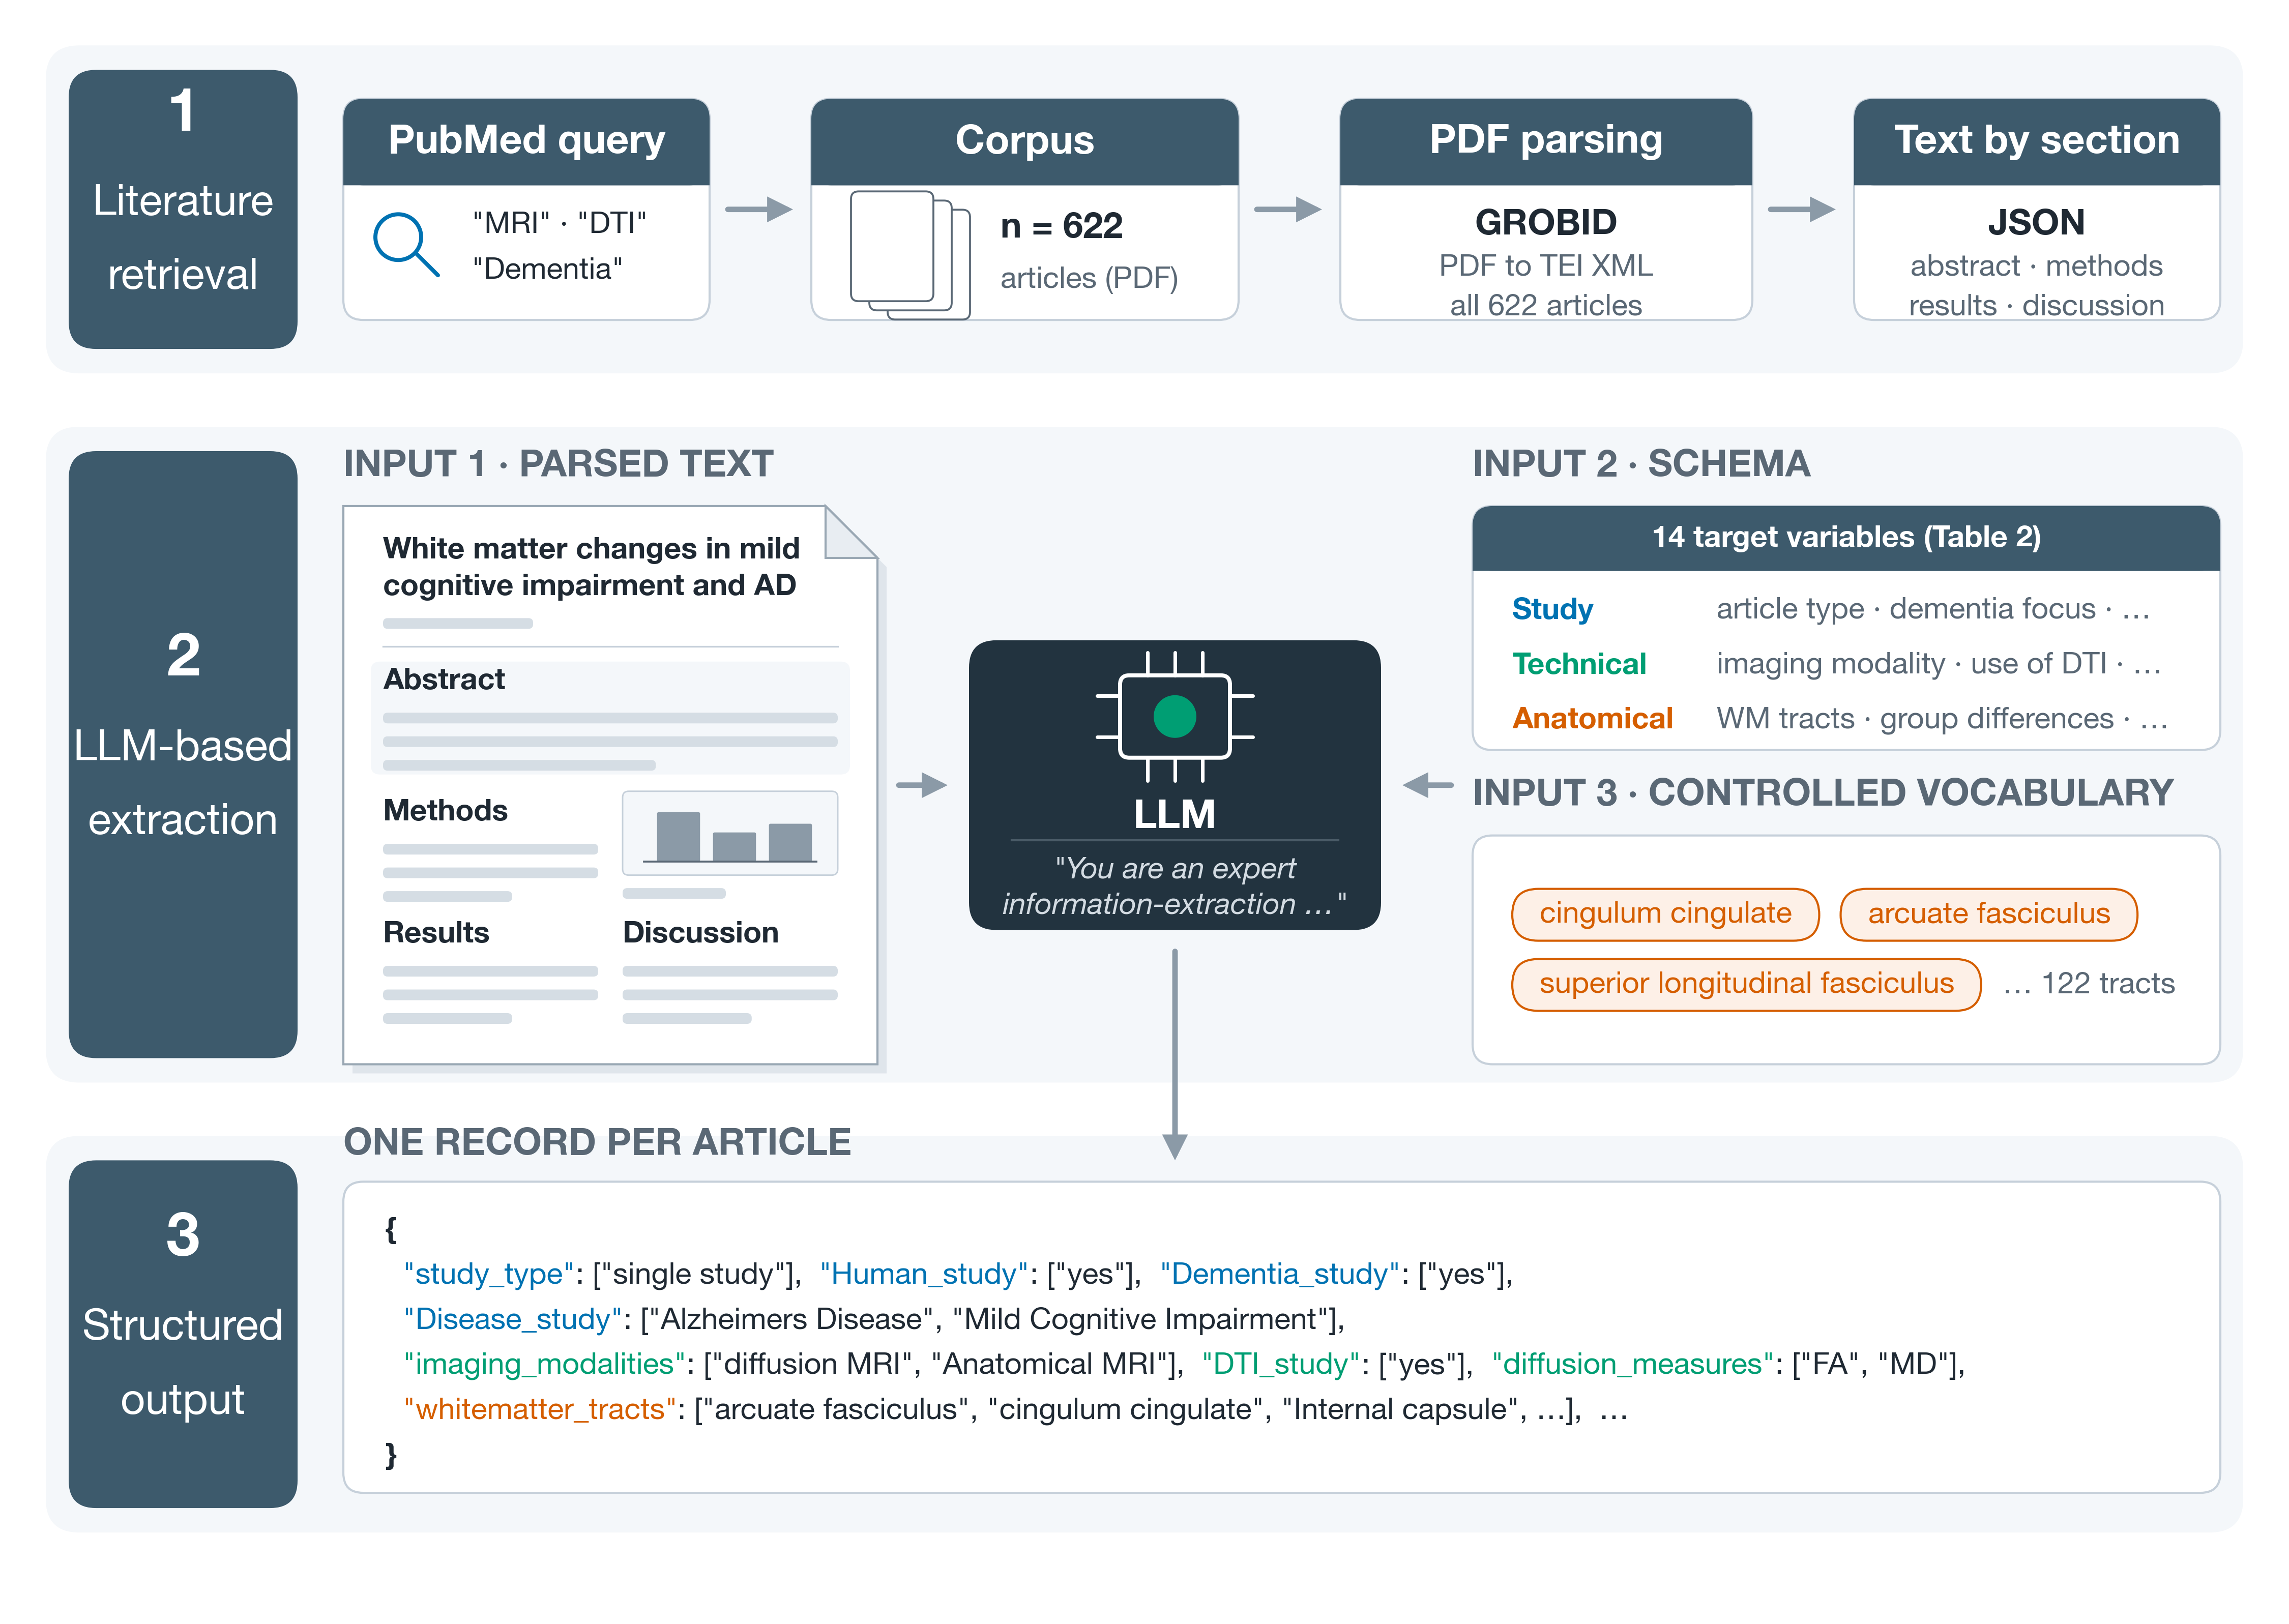 1
Literature
retrieval
PubMed query
"MRI" · "DTI"
"Dementia"
Corpus
n = 622
articles (PDF)
PDF parsing
GROBID
PDF to TEI XML
all 622 articles
Text by section
JSON
abstract · methods
results · discussion
2
LLM-based
extraction
INPUT 1 · PARSED TEXT
White matter changes in mild
cognitive impairment and AD
Abstract
Methods
Results
Discussion
LLM
"You are an expert
information-extraction …"
INPUT 2 · SCHEMA
14 target variables (Table 2)
Study article type · dementia focus · …
Technical imaging modality · use of DTI · …
Anatomical WM tracts · group differences · …
INPUT 3 · CONTROLLED VOCABULARY
cingulum cingulate arcuate fasciculus
superior longitudinal fasciculus … 122 tracts
3
Structured
output
ONE RECORD PER ARTICLE
{
"study_type": ["single study"], "Human_study": ["yes"], "Dementia_study": ["yes"],
"Disease_study": ["Alzheimers Disease", "Mild Cognitive Impairment"],
"imaging_modalities": ["diffusion MRI", "Anatomical MRI"], "DTI_study": ["yes"], "diffusion_measures": ["FA", "MD"],
"whitematter_tracts": ["arcuate fasciculus", "cingulum cingulate", "Internal capsule", …], …
}